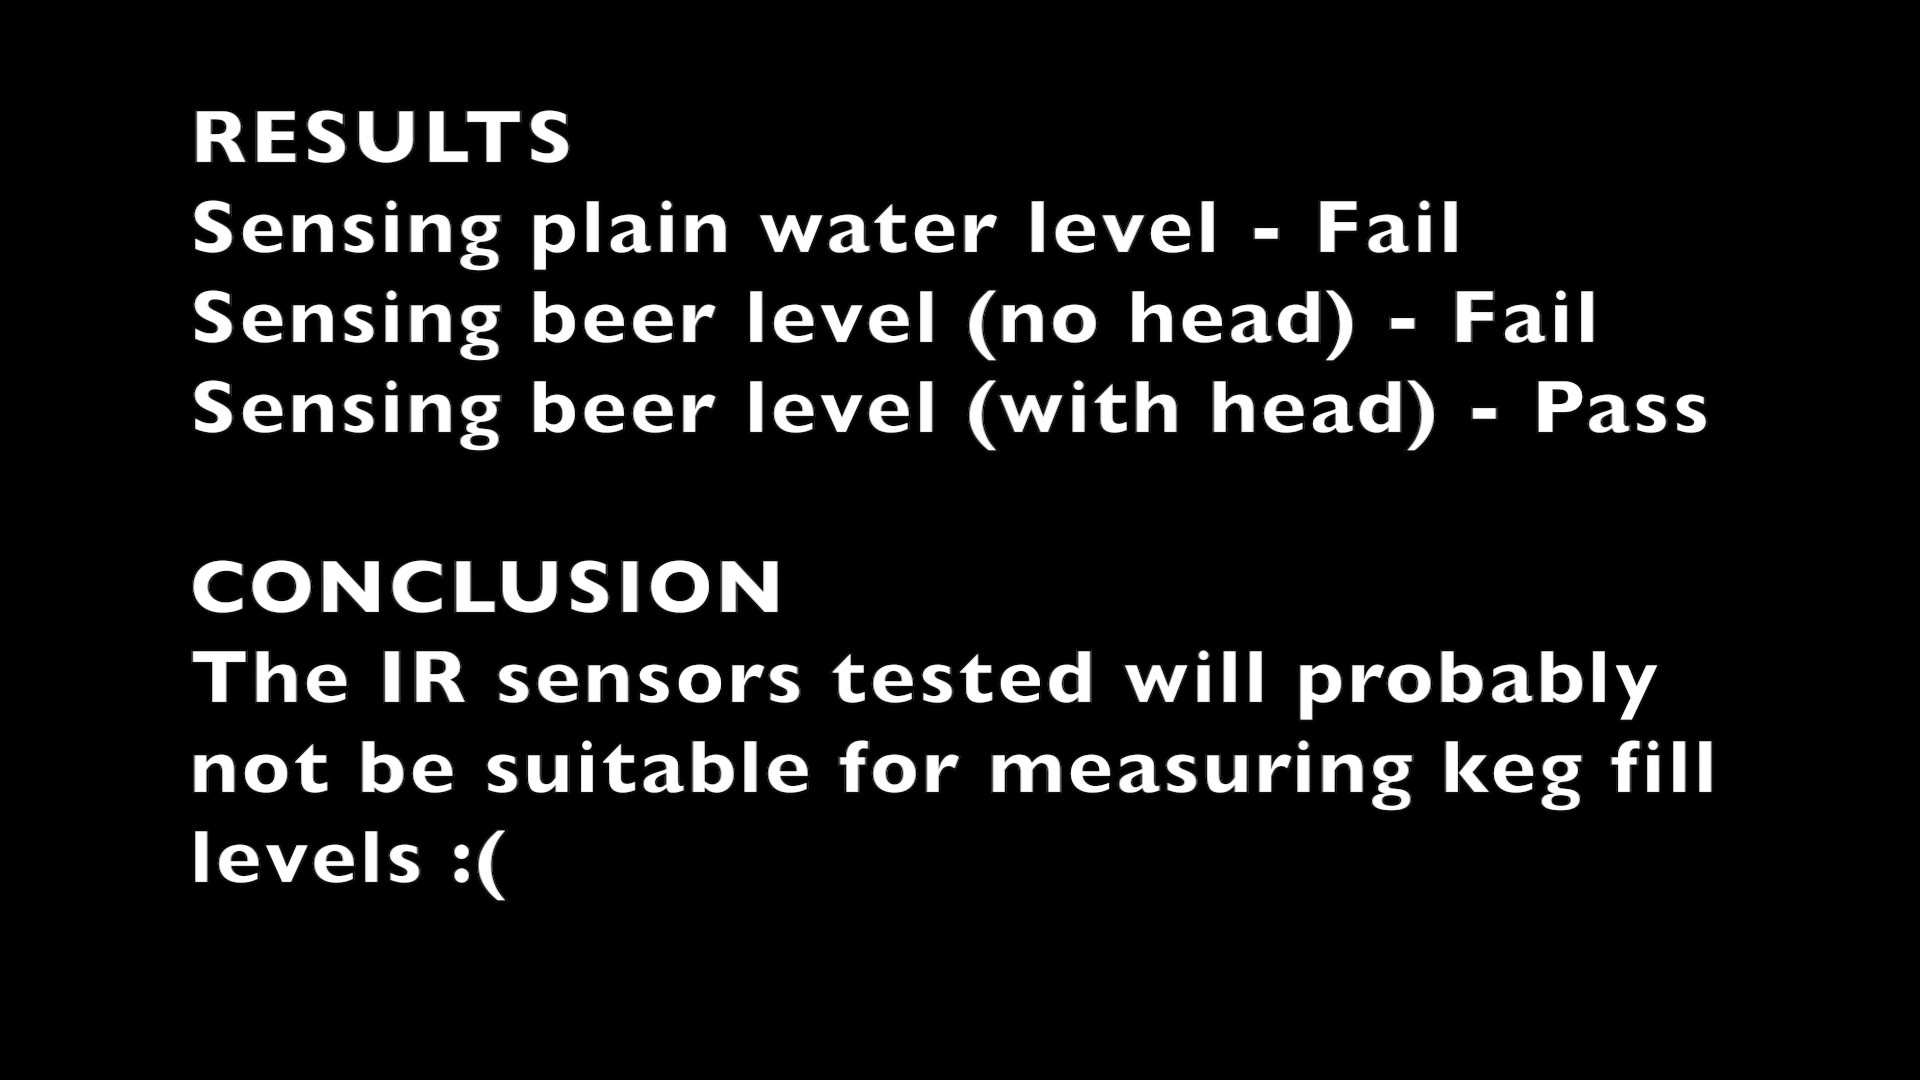 RESULTS
Sensing plain water level - Fail
Sensing beer level (no head) - Fail
Sensing beer level (with head) - Pass
CONCLUSION
The IR sensors tested will probably
not be suitable for measuring keg fill
levels :(